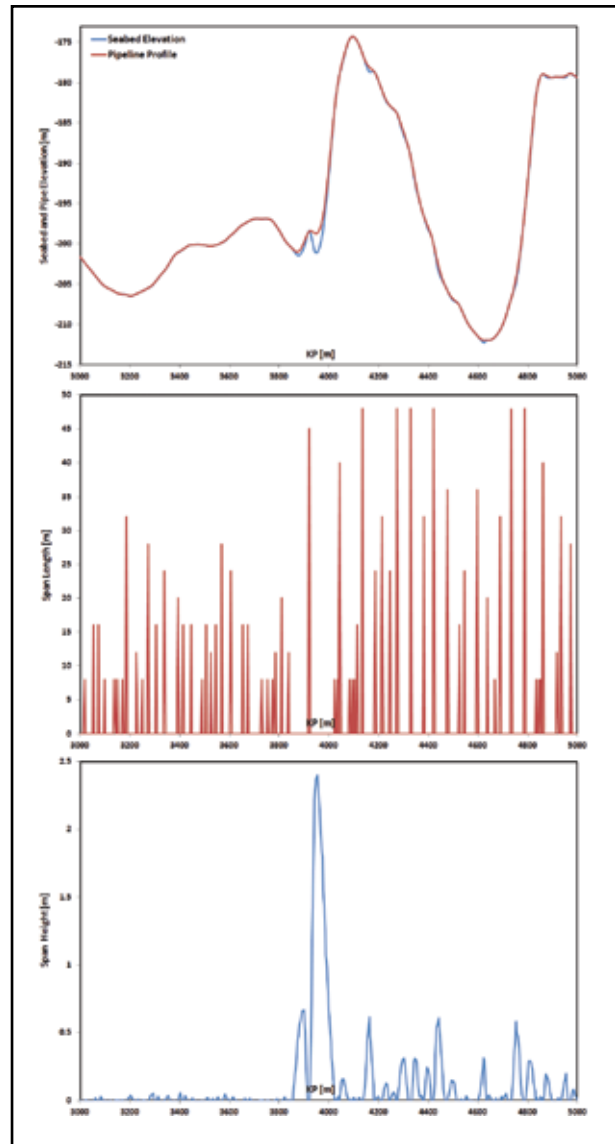 -175
Seabed Elevation
Pipeline Profile
-180
-185
-190
-195
-200
-205
-210
-215
Seabed and Pipe Elevation [m]
KP [m]
3000 3200 3400 3600 3800 4000 4200 4400 4600 4800 5000
50
45
40
35
30
25
20
15
10
5
0
Span Length [m]
KP [m]
3000 3200 3400 3600 3800 4000 4200 4400 4600 4800 5000
2.5
2
1.5
1
0.5
0
Span Height [m]
KP [m]
3000 3200 3400 3600 3800 4000 4200 4400 4600 4800 5000